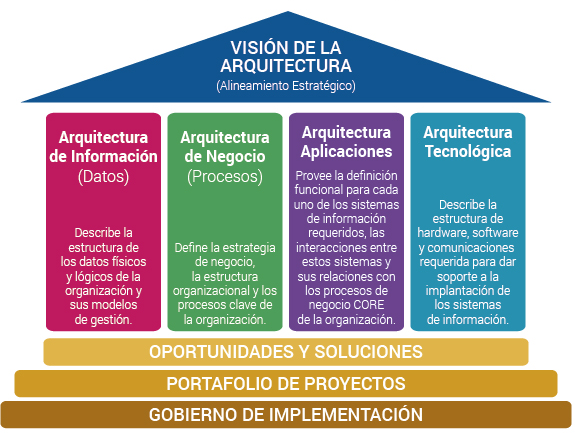 VISIÓN DE LA
ARQUITECTURA
(Alineamiento Estratégico)
Arquitectura
de Información
(Datos)
Describe la
estructura de
los datos físicos
y lógicos de la
organización y
sus modelos
de gestión.
Arquitectura
de Negocio
(Procesos)
Define la estrategia
de negocio,
la estructura
organizacional y los
procesos clave de
la organización.
Arquitectura
Aplicaciones
Provee la definición
funcional para cada
uno de los sistemas
de información
requeridos, las
interacciones entre
estos sistemas y
sus relaciones con
los procesos de
negocio CORE
de la organización.
Arquitectura
Tecnológica
Describe la
estructura de
hardware, software
y comunicaciones
requerida para dar
soporte a la
implantación de
los sistemas
de información.
OPORTUNIDADES Y SOLUCIONES
PORTAFOLIO DE PROYECTOS
GOBIERNO DE IMPLEMENTACIÓN